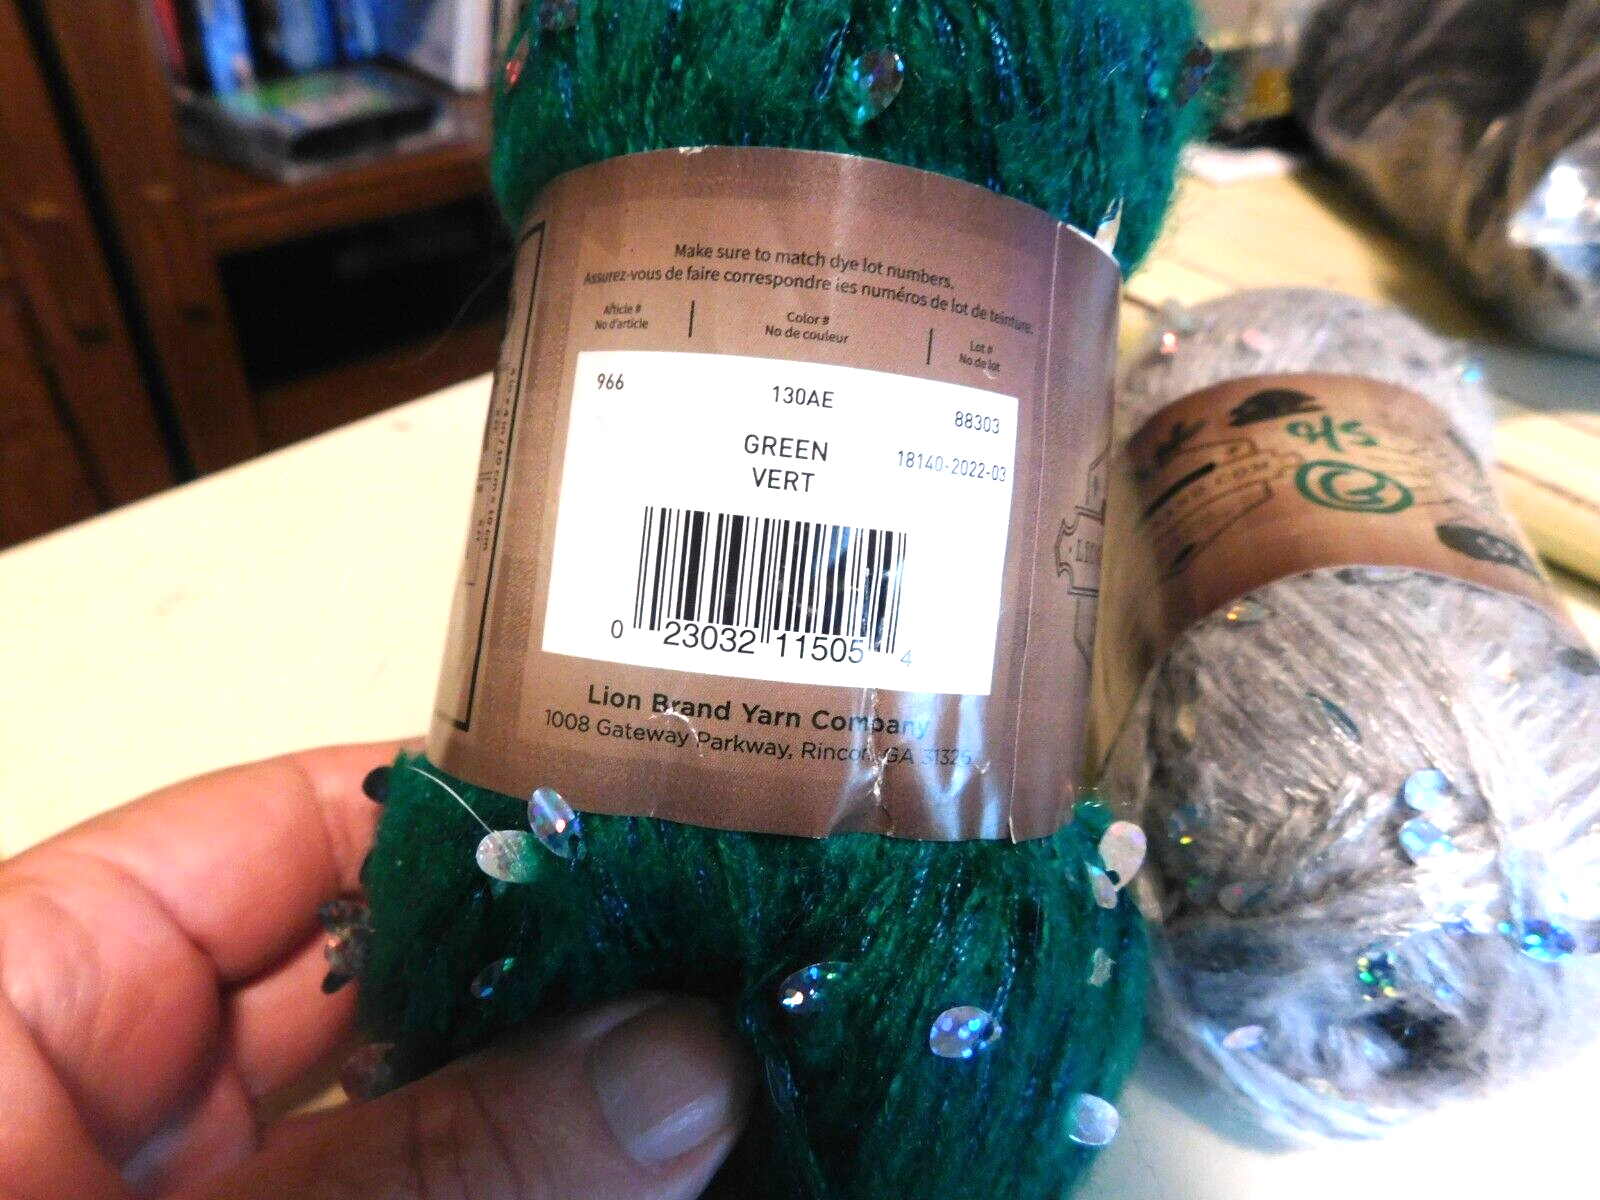 Make sure to match dye lot numbers.
Assurez-vous de faire correspondre les numéros de lot de teinture.
Article # Color # Lot #
No d'article No de couleur No de lot
966 130AE 88303
GREEN 18140-2022-03
VERT
0 23032 11505 4
Lion Brand Yarn Company
1008 Gateway Parkway, Rincon, GA 31326